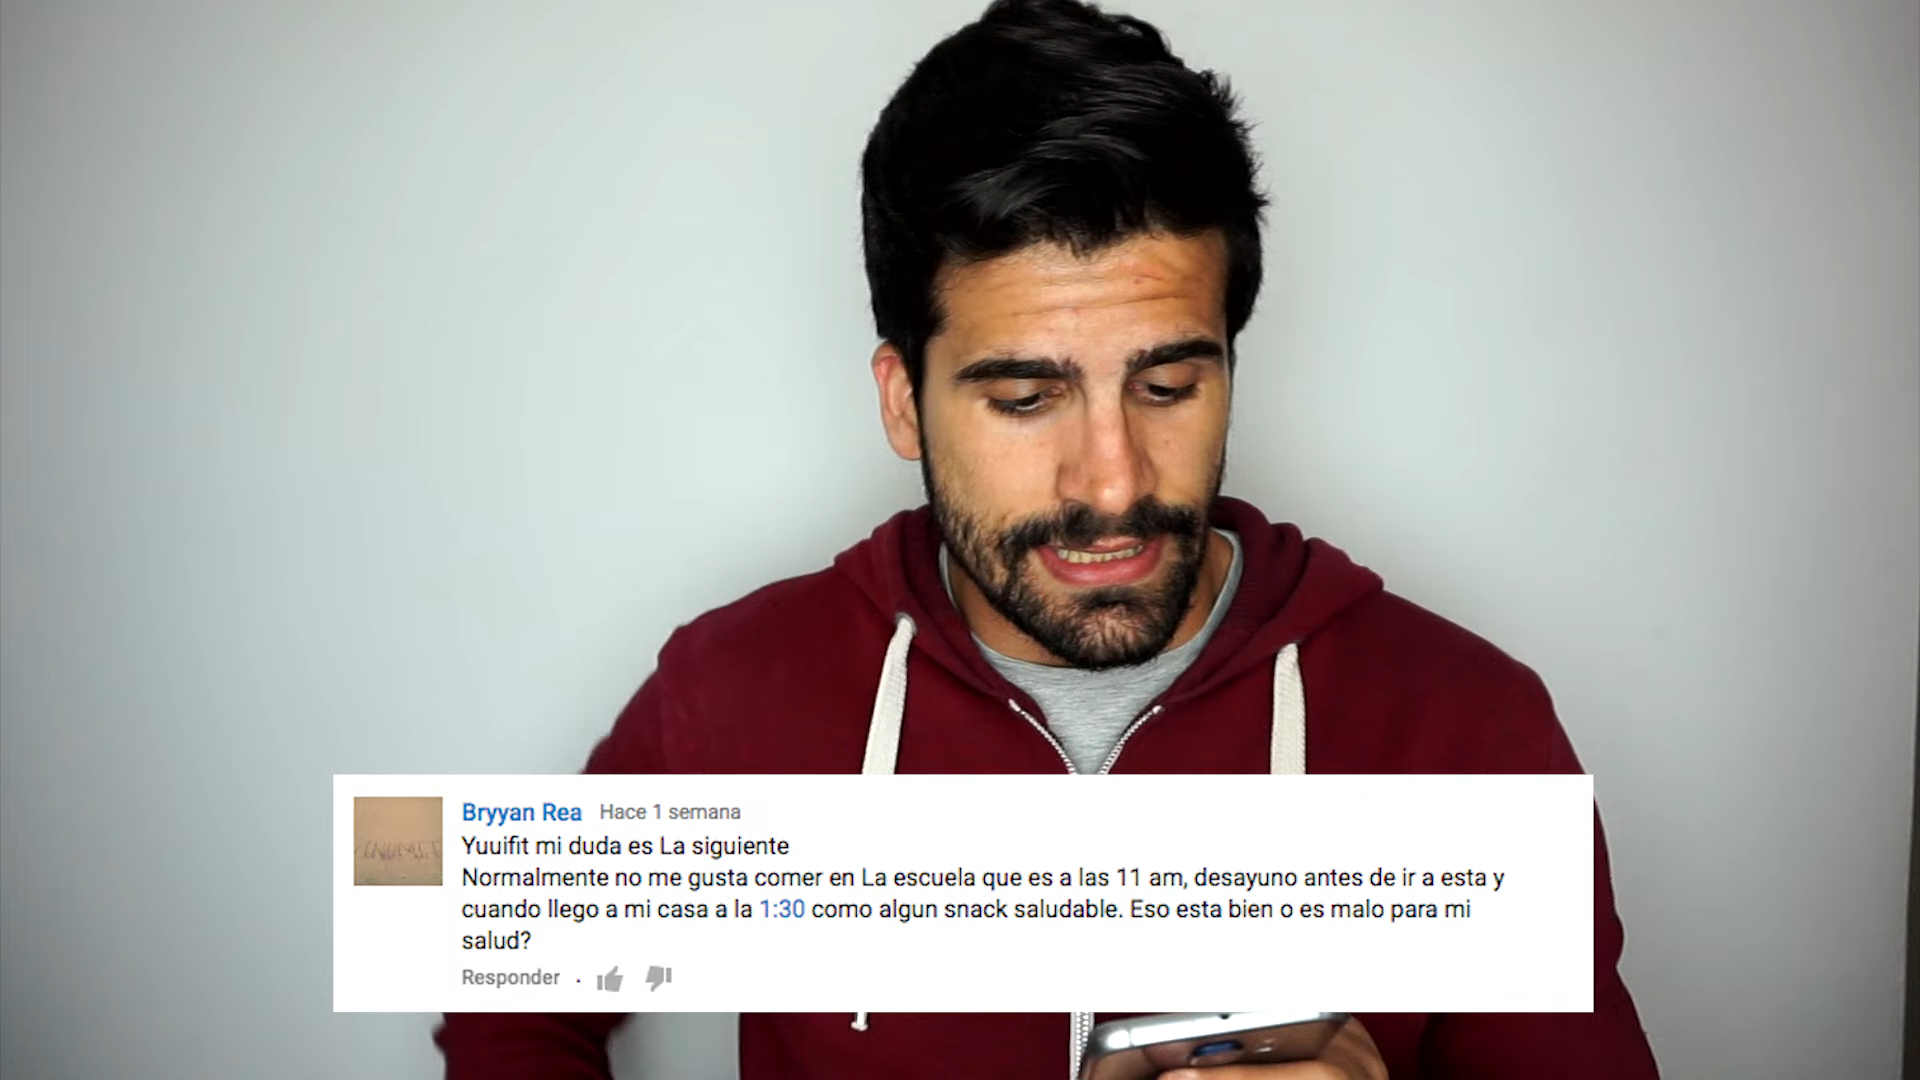 Bryyan Rea Hace 1 semana
Yuuifit mi duda es La siguiente
Normalmente no me gusta comer en La escuela que es a las 11 am, desayuno antes de ir a esta y
cuando llego a mi casa a la 1:30 como algun snack saludable. Eso esta bien o es malo para mi
salud?
Responder .